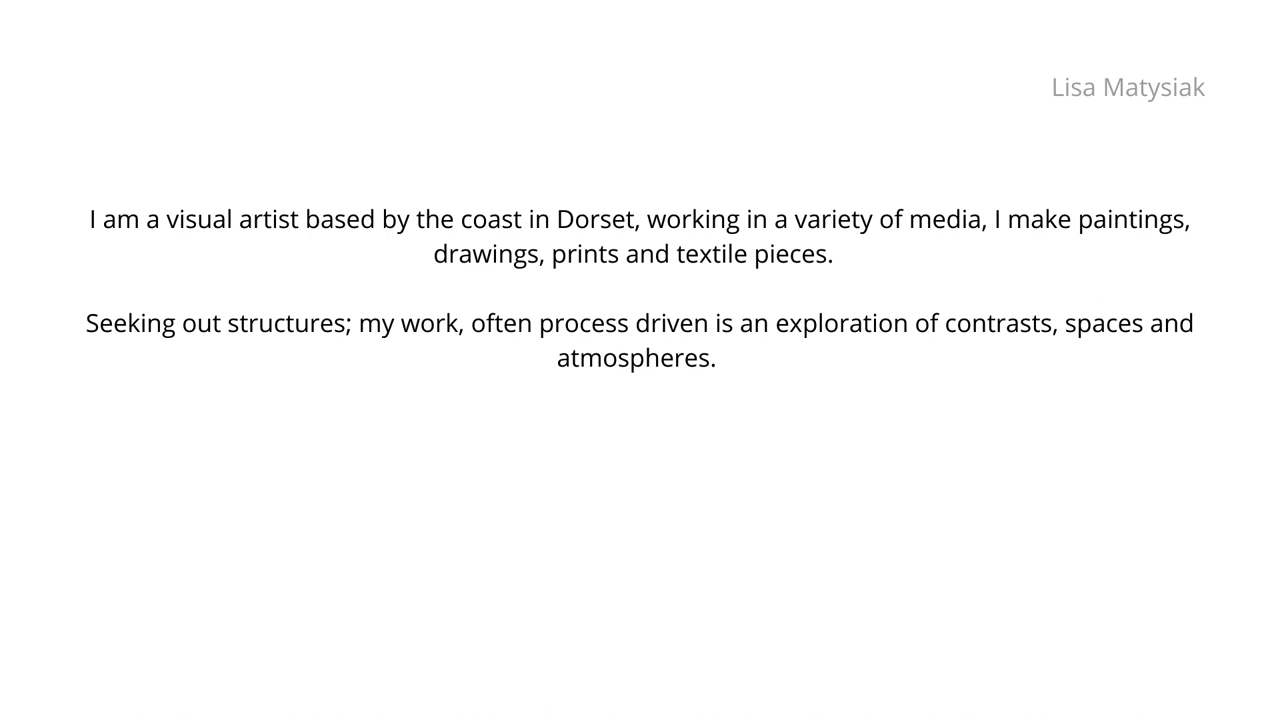 Lisa Matysiak
I am a visual artist based by the coast in Dorset, working in a variety of media, I make paintings,
drawings, prints and textile pieces.
Seeking out structures; my work, often process driven is an exploration of contrasts, spaces and
atmospheres.